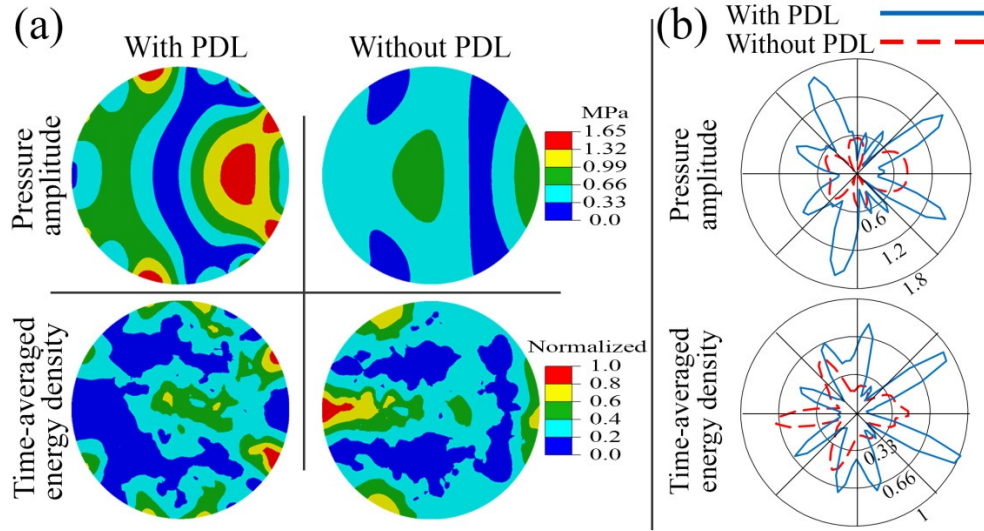 (a)
With PDL
Without PDL
Pressure
amplitude
MPa
1.65
1.32
0.99
0.66
0.33
0.0
Time-averaged
energy density
Normalized
1.0
0.8
0.6
0.4
0.2
0.0
(b)
With PDL
Without PDL
Pressure
amplitude
0.6
1.2
1.8
Time-averaged
energy density
0.33
0.66
1